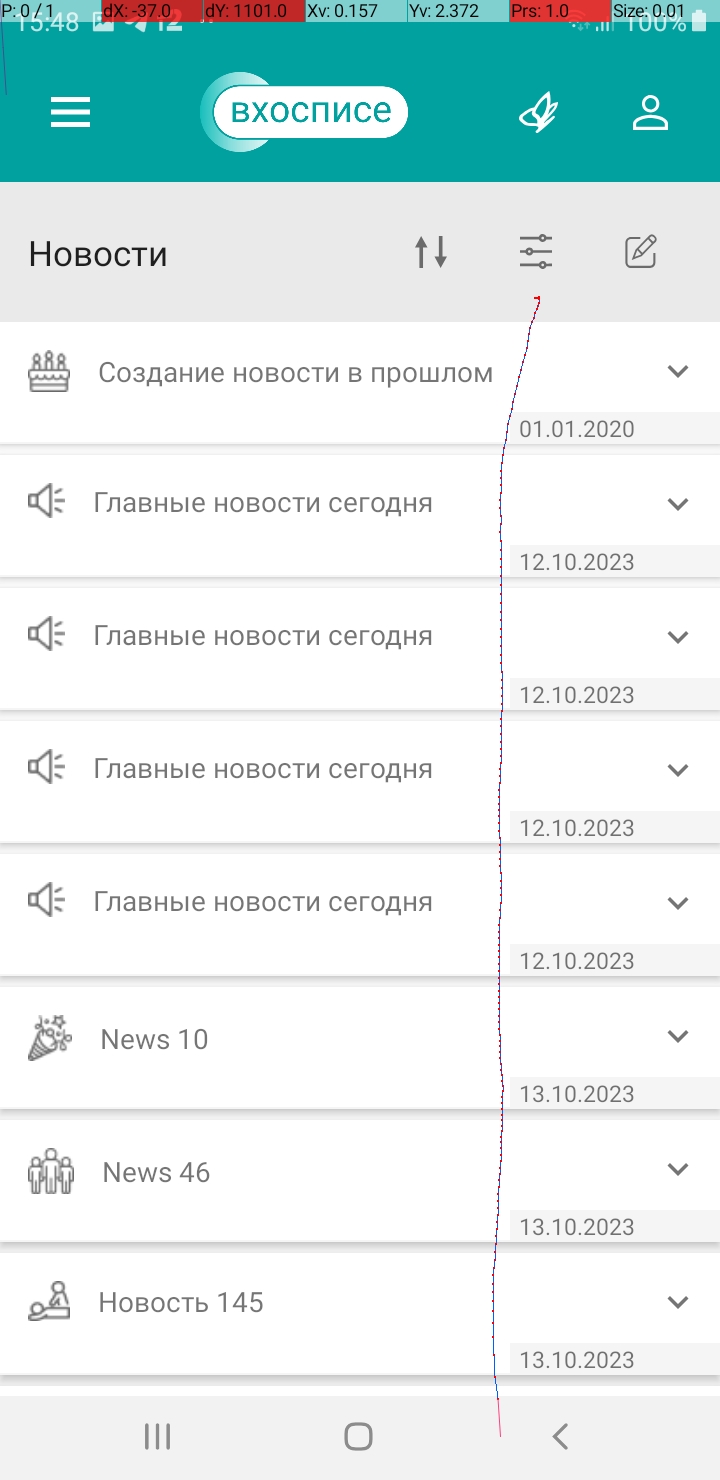 P: 0 / 1 dX: -37.0 dY: 1101.0 Xv: 0.157 Yv: 2.372 Prs: 1.0 Size: 0.01
15:48 12 100%
вхосписе
Новости
Создание новости в прошлом
01.01.2020
Главные новости сегодня
12.10.2023
Главные новости сегодня
12.10.2023
Главные новости сегодня
12.10.2023
Главные новости сегодня
12.10.2023
News 10
13.10.2023
News 46
13.10.2023
Новость 145
13.10.2023